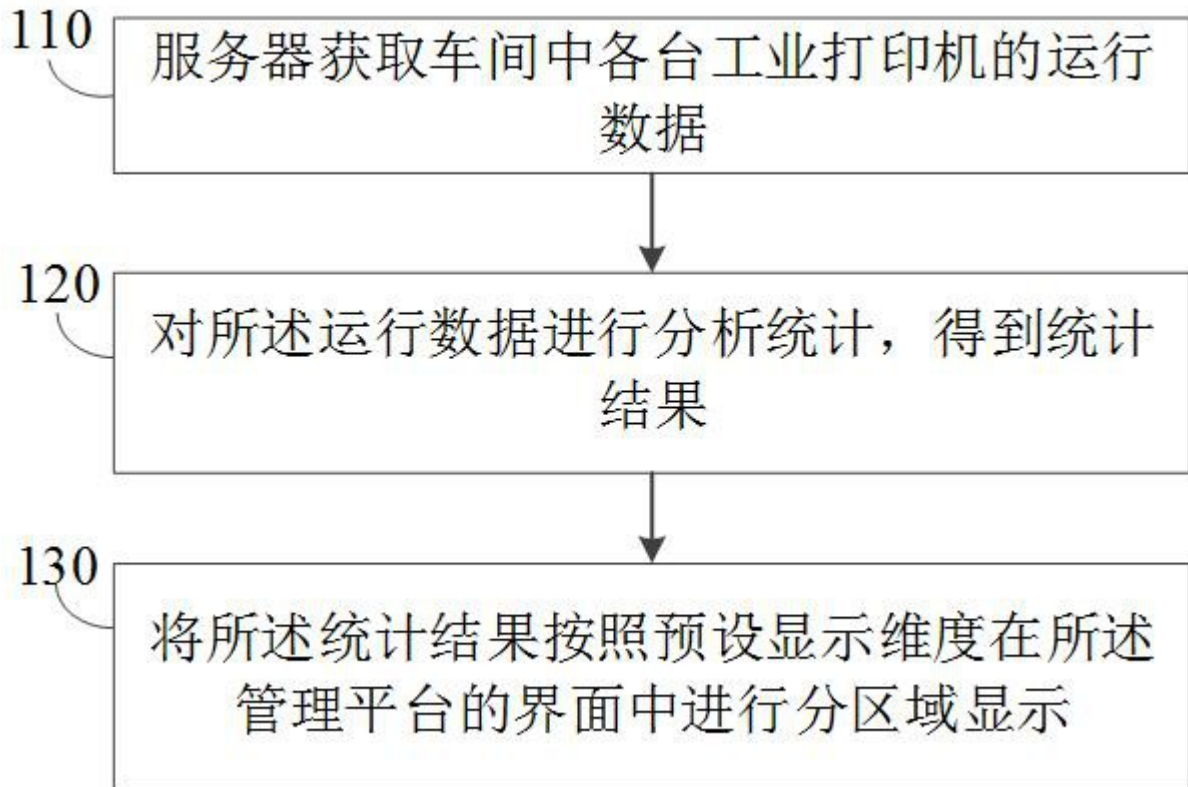 110
服务器获取车间中各台工业打印机的运行
数据
120
对所述运行数据进行分析统计，得到统计
结果
130
将所述统计结果按照预设显示维度在所述
管理平台的界面中进行分区域显示